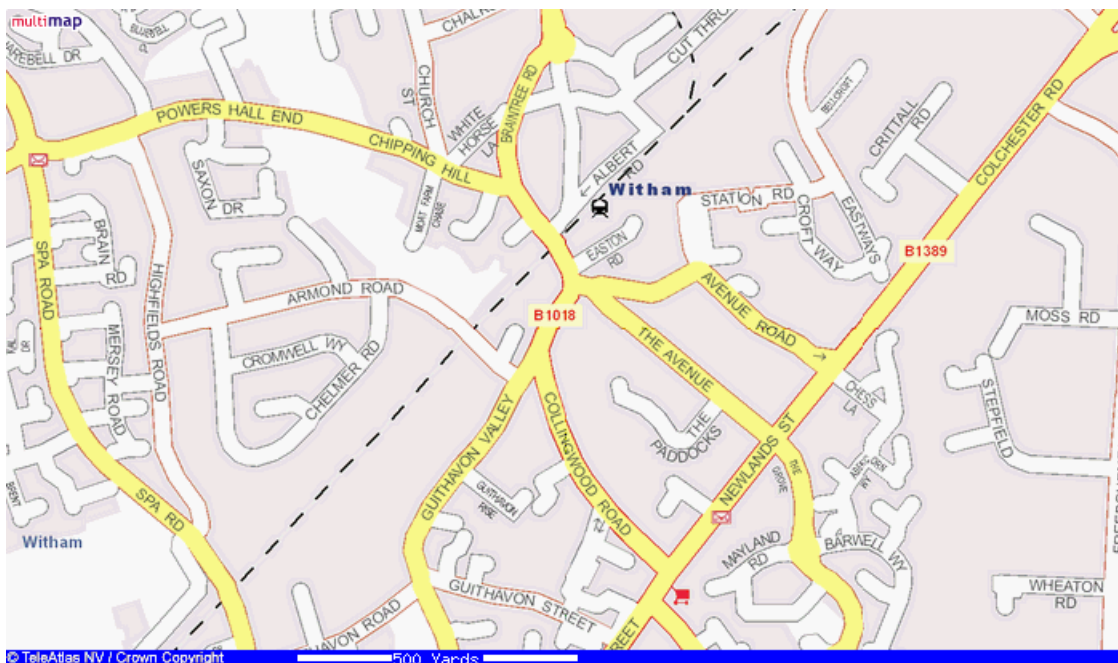 multimap
HAREBELL DR
CHURCH
ST
CUT THRO
POWERS HALL END
CHIPPING HILL
WHITE
HORSE
LA
BRAINTREE RD
BELLCROFT
CRITTALL
RD
COLCHESTER RD
SAXON DR
MOAT FARM
CHASE
ALBERT
RD
Witham
STATION RD
CROFT
WAY
EASTWAYS
EASTON
RD
B1389
SPA ROAD
BRAIN
RD
HIGHFIELDS ROAD
ARMOND ROAD
AVENUE ROAD
B1018
MOSS RD
MERSEY ROAD
CROMWELL WY
CHELMER RD
THE AVENUE
CHESS
LA
STEPFIELD
THE
PADDOCKS
COLLINGWOOD ROAD
GUITHAVON VALLEY
NEWLANDS ST
THE
GROVE
GUITHAVON
RISE
SPA RD
Witham
MAYLAND
RD
BARWELL WY
GUITHAVON STREET
WHEATON
RD
© TeleAtlas NV / Crown Copyright
500 Yards